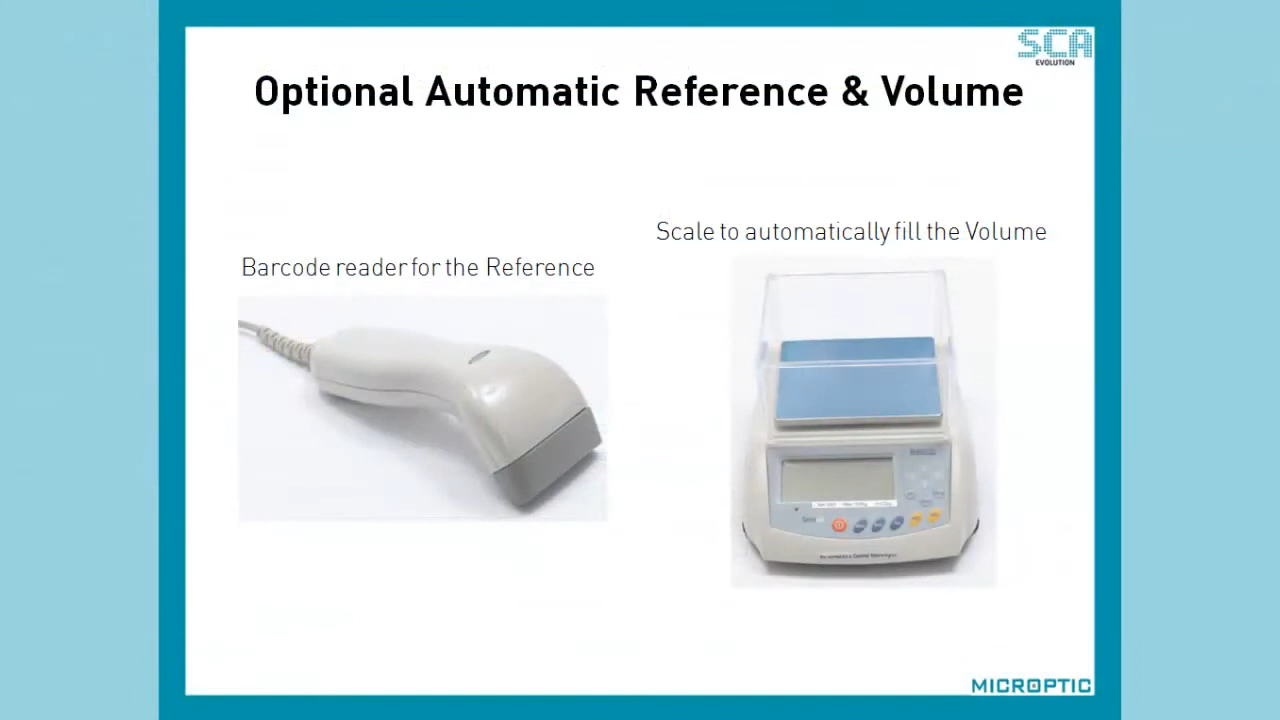 SCA
EVOLUTION
Optional Automatic Reference & Volume
Scale to automatically fill the Volume
Barcode reader for the Reference
MICROPTIC